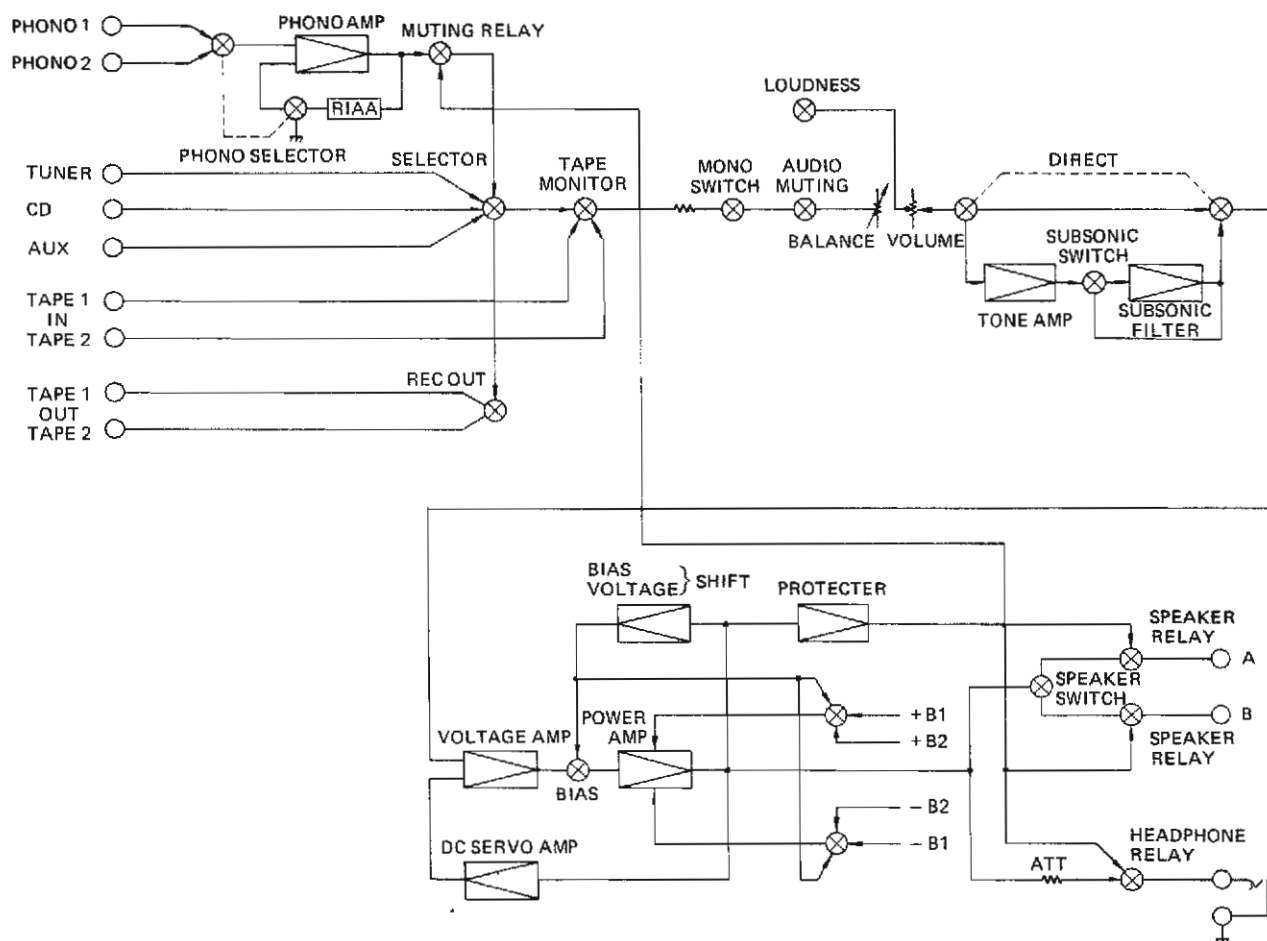 PHONO 1
PHONO 2
PHONO AMP
MUTING RELAY
RIAA
PHONO SELECTOR
LOUDNESS
TUNER
CD
AUX
SELECTOR
TAPE
MONITOR
MONO
SWITCH
AUDIO
MUTING
BALANCE
VOLUME
DIRECT
SUBSONIC
SWITCH
TONE AMP
SUBSONIC
FILTER
TAPE 1
IN
TAPE 2
REC OUT
TAPE 1
OUT
TAPE 2
BIAS
VOLTAGE } SHIFT
PROTECTER
SPEAKER
RELAY
A
SPEAKER
SWITCH
B
SPEAKER
RELAY
POWER
AMP
VOLTAGE AMP
BIAS
+B1
+B2
– B2
– B1
DC SERVO AMP
ATT
HEADPHONE
RELAY